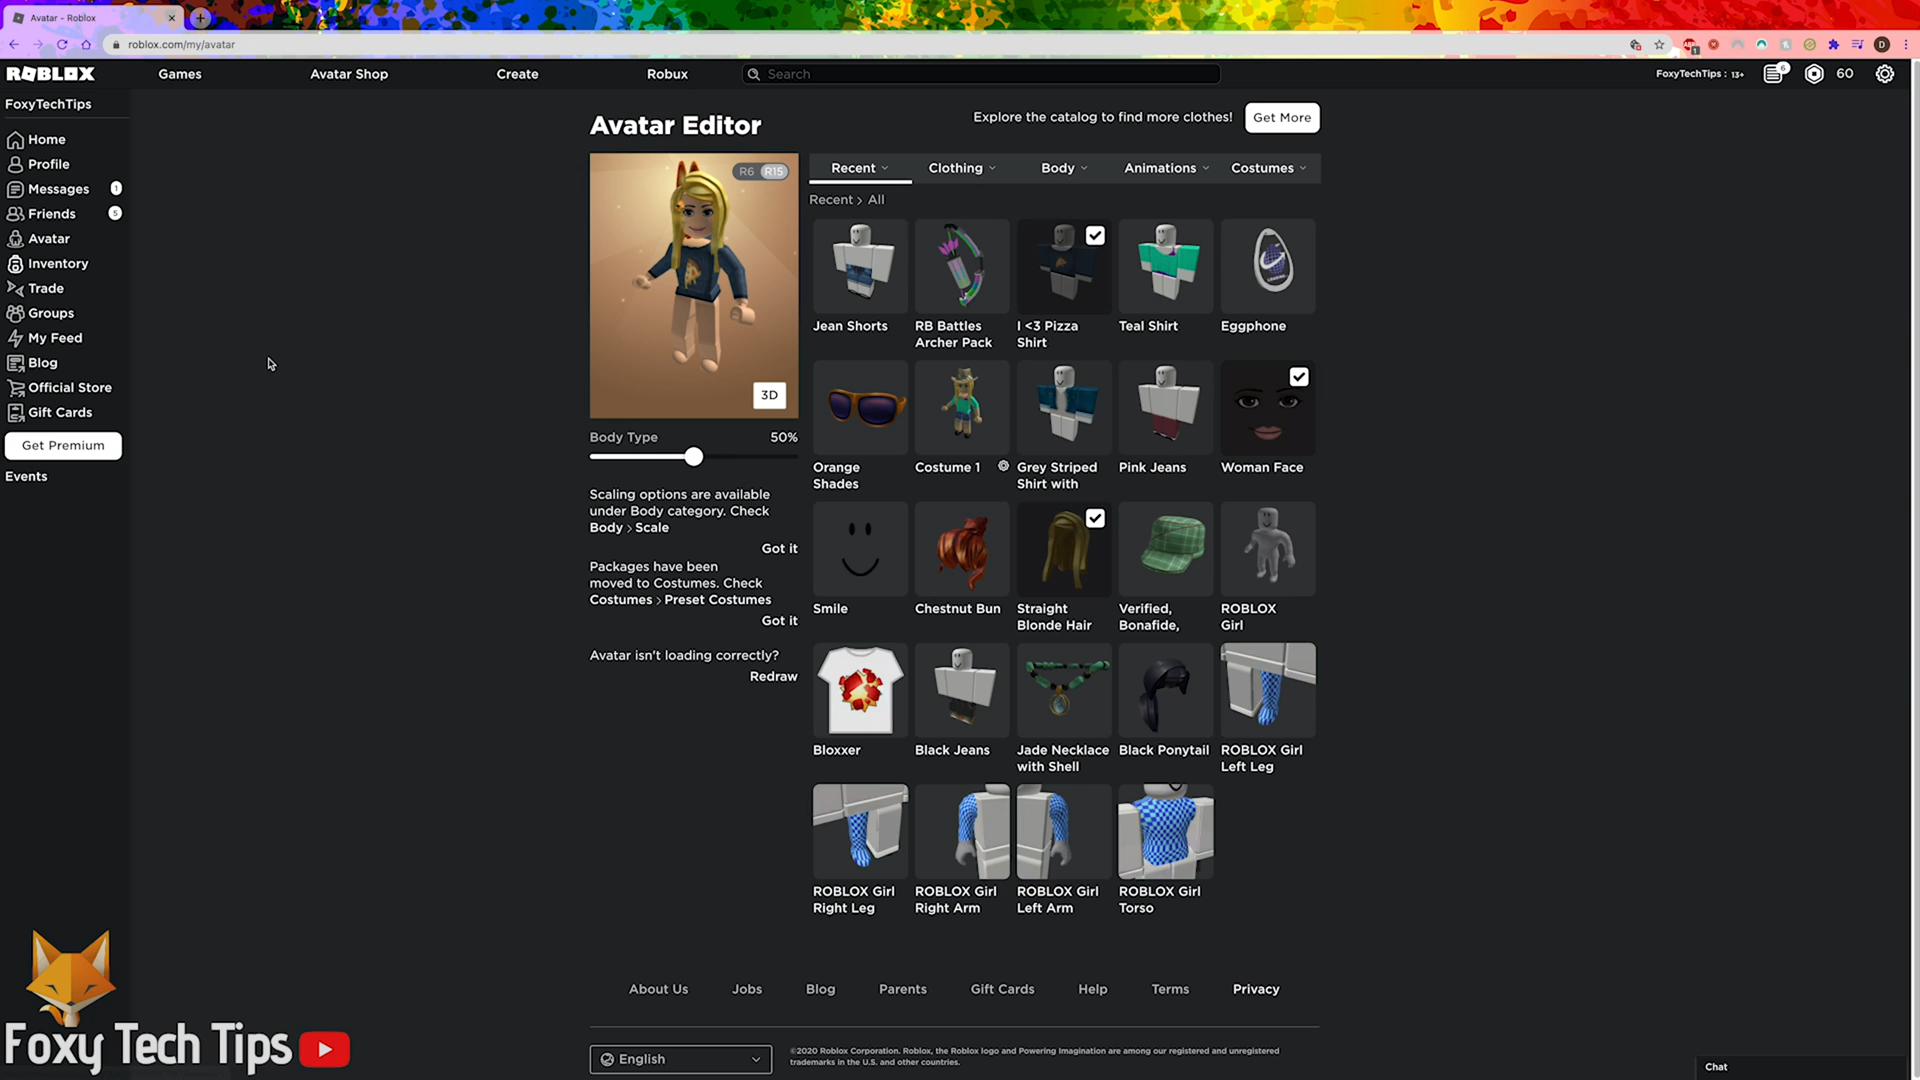 Avatar - Roblox
roblox.com/my/avatar
ROBLOX
Games
Avatar Shop
Create
Robux
Search
FoxyTechTips : 13+
6
60
FoxyTechTips
Home
Profile
Messages 1
Friends 5
Avatar
Inventory
Trade
Groups
My Feed
Blog
Official Store
Gift Cards
Get Premium
Events
Avatar Editor
Explore the catalog to find more clothes!
Get More
R6 R15
3D
Body Type 50%
Scaling options are available
under Body category. Check
Body > Scale
Got it
Packages have been
moved to Costumes. Check
Costumes > Preset Costumes
Got it
Avatar isn't loading correctly?
Redraw
Recent
Clothing
Body
Animations
Costumes
Recent > All
Jean Shorts
RB Battles
Archer Pack
I <3 Pizza
Shirt
Teal Shirt
LOADING..
Eggphone
Orange
Shades
Costume 1
Grey Striped
Shirt with
Pink Jeans
Woman Face
Smile
Chestnut Bun
Straight
Blonde Hair
Verified,
Bonafide,
ROBLOX
Girl
Bloxxer
Black Jeans
Jade Necklace
with Shell
Black Ponytail
ROBLOX Girl
Left Leg
ROBLOX Girl
Right Leg
ROBLOX Girl
Right Arm
ROBLOX Girl
Left Arm
ROBLOX Girl
Torso
About Us
Jobs
Blog
Parents
Gift Cards
Help
Terms
Privacy
English
©2020 Roblox Corporation. Roblox, the Roblox logo and Powering Imagination are among our registered and unregistered
trademarks in the U.S. and other countries.
Chat
Foxy Tech Tips